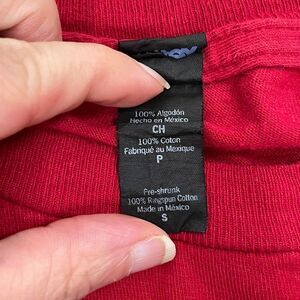 100% Algodón
Hecho en México
CH
100% Coton
Fabriqué au Mexique
P
Pre-shrunk
100% Ringspun Cotton
Made in México
S